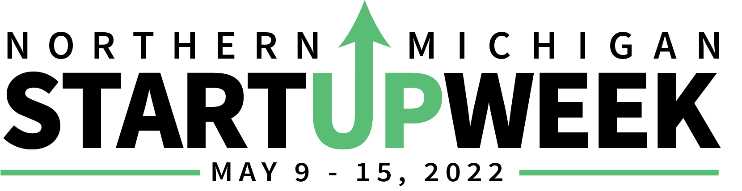 NORTHERN MICHIGAN
STARTUPWEEK
MAY 9 - 15, 2022